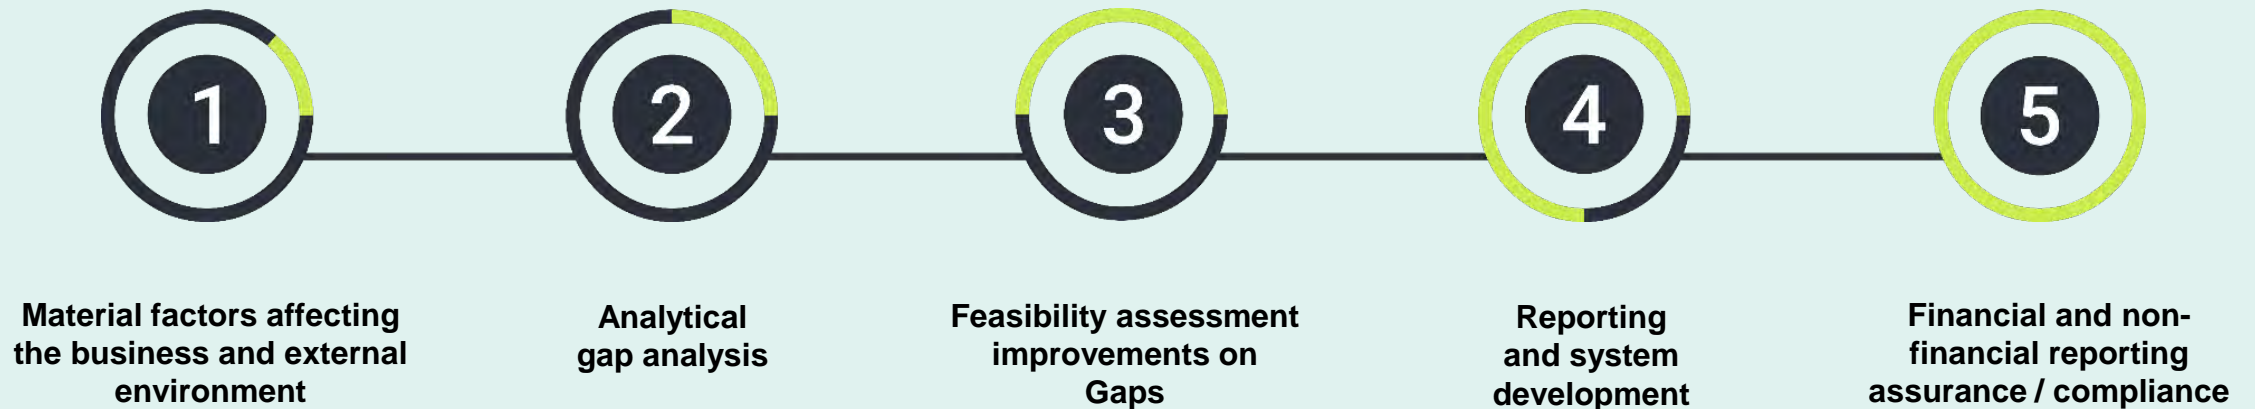 1
2
3
4
5
Material factors affecting
the business and external
environment
Analytical
gap analysis
Feasibility assessment
improvements on
Gaps
Reporting
and system
development
Financial and non-
financial reporting
assurance / compliance